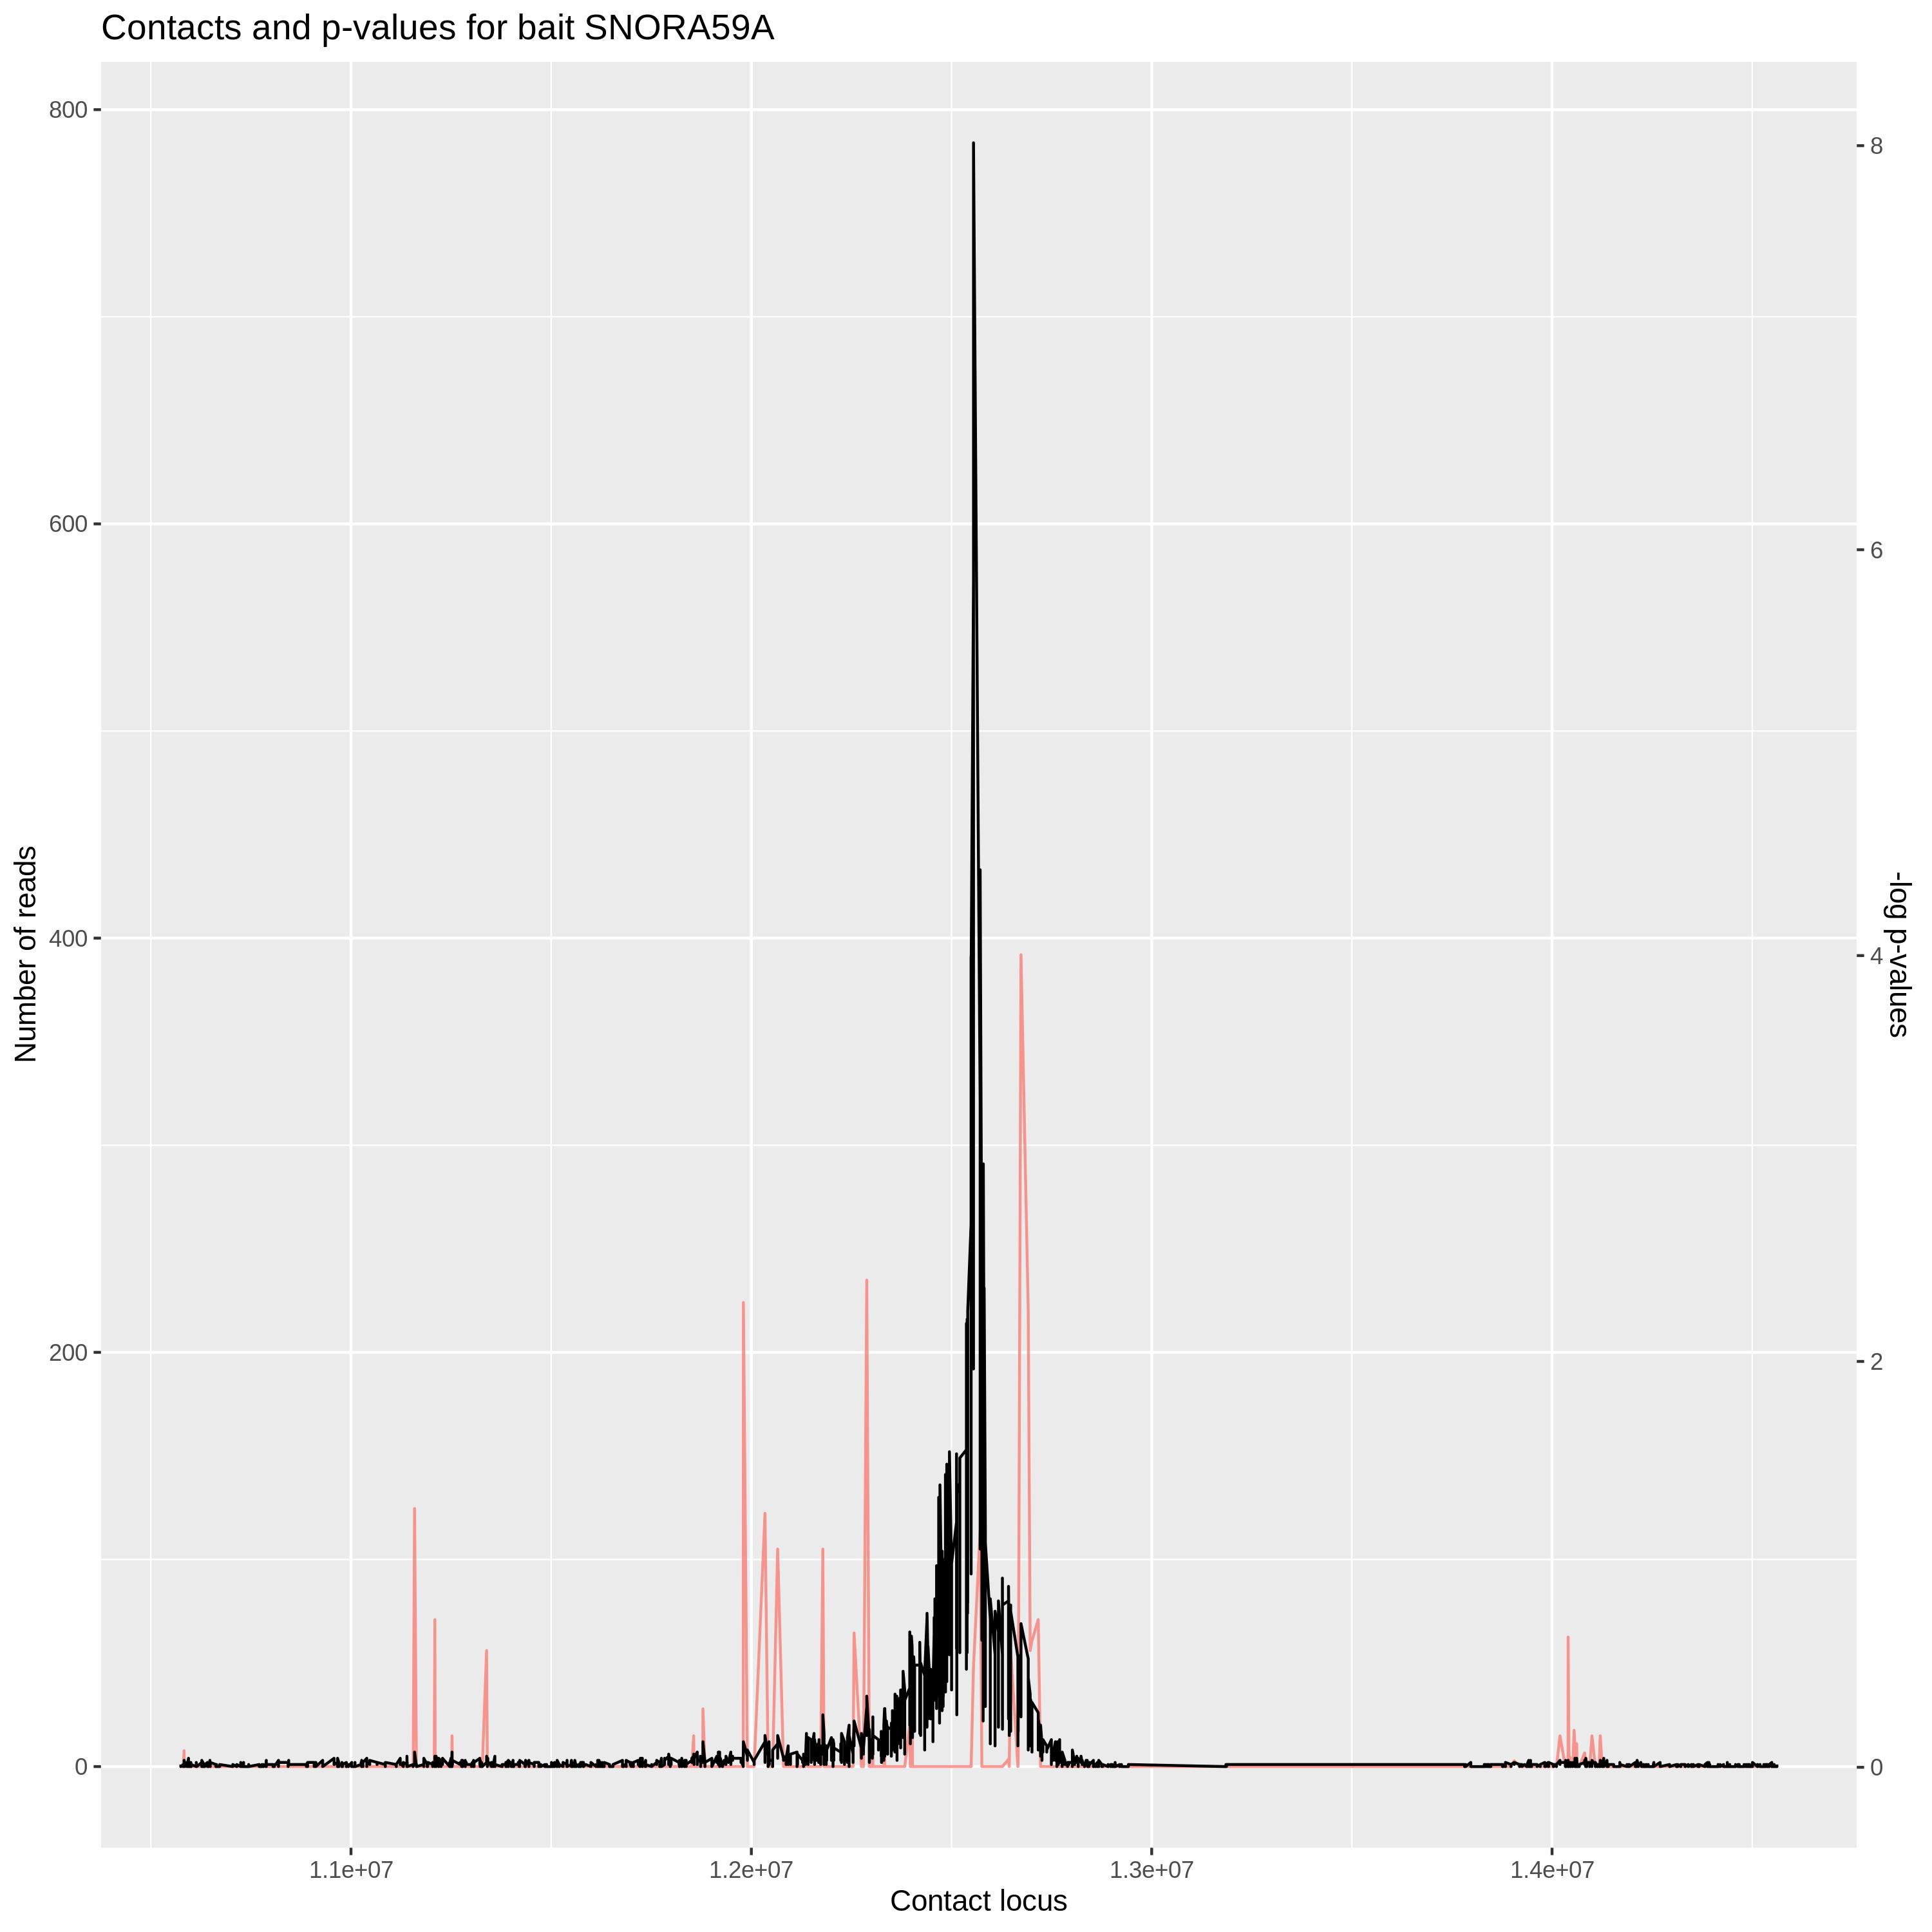 Contacts and p-values for bait SNORA59A
800
600
400
200
0
Number of reads
8
6
4
2
0
-log p-values
1.1e+07
1.2e+07
1.3e+07
1.4e+07
Contact locus